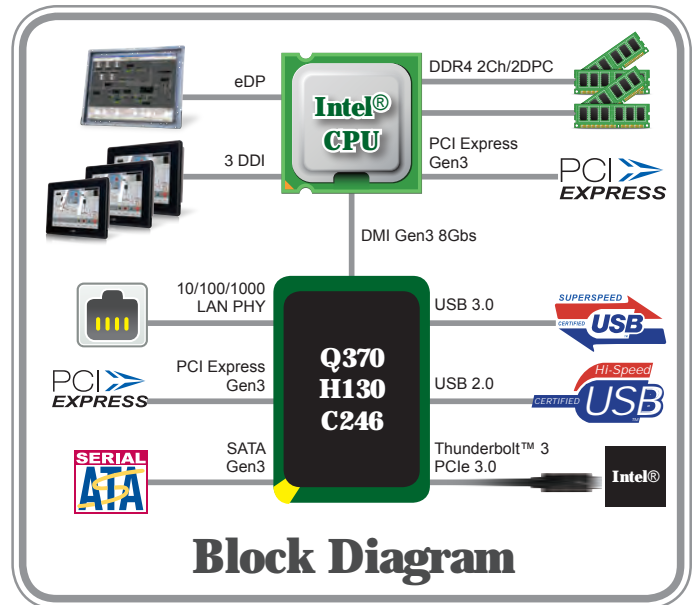 eDP
Intel®
CPU
DDR4 2Ch/2DPC
3 DDI
PCI Express
Gen3
PCI
EXPRESS
DMI Gen3 8Gbs
10/100/1000
LAN PHY
USB 3.0
SUPERSPEED
CERTIFIED USB
PCI
EXPRESS
PCI Express
Gen3
Q370
H130
C246
USB 2.0
Hi-Speed
CERTIFIED USB
SERIAL
ATA
SATA
Gen3
Thunderbolt™ 3
PCIe 3.0
Intel®
Block Diagram